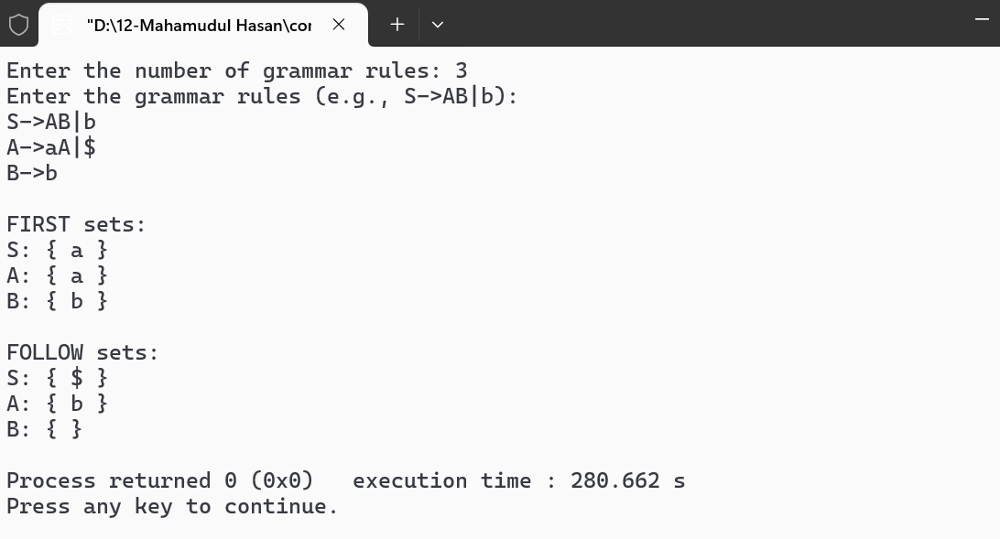 "D:\12-Mahamudul Hasan\cor
Enter the number of grammar rules: 3
Enter the grammar rules (e.g., S->AB|b):
S->AB|b
A->aA|$
B->b
FIRST sets:
S: { a }
A: { a }
B: { b }
FOLLOW sets:
S: { $ }
A: { b }
B: { }
Process returned 0 (0x0)   execution time : 280.662 s
Press any key to continue.